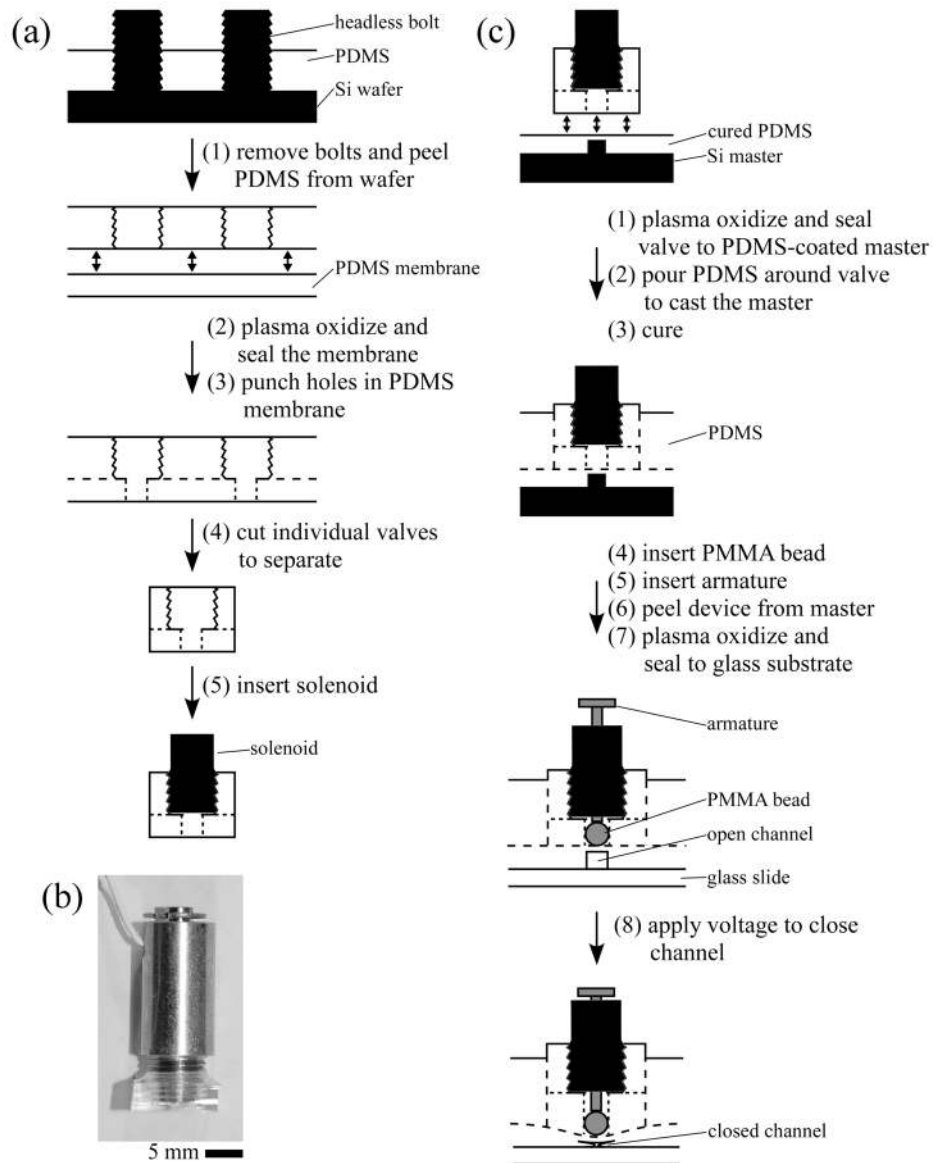 (a)
headless bolt
PDMS
Si wafer
(1) remove bolts and peel
PDMS from wafer
PDMS membrane
(2) plasma oxidize and
seal the membrane
(3) punch holes in PDMS
membrane
(4) cut individual valves
to separate
(5) insert solenoid
solenoid
(b)
5 mm
(c)
cured PDMS
Si master
(1) plasma oxidize and seal
valve to PDMS-coated master
(2) pour PDMS around valve
to cast the master
(3) cure
PDMS
(4) insert PMMA bead
(5) insert armature
(6) peel device from master
(7) plasma oxidize and
seal to glass substrate
armature
PMMA bead
open channel
glass slide
(8) apply voltage to close
channel
closed channel